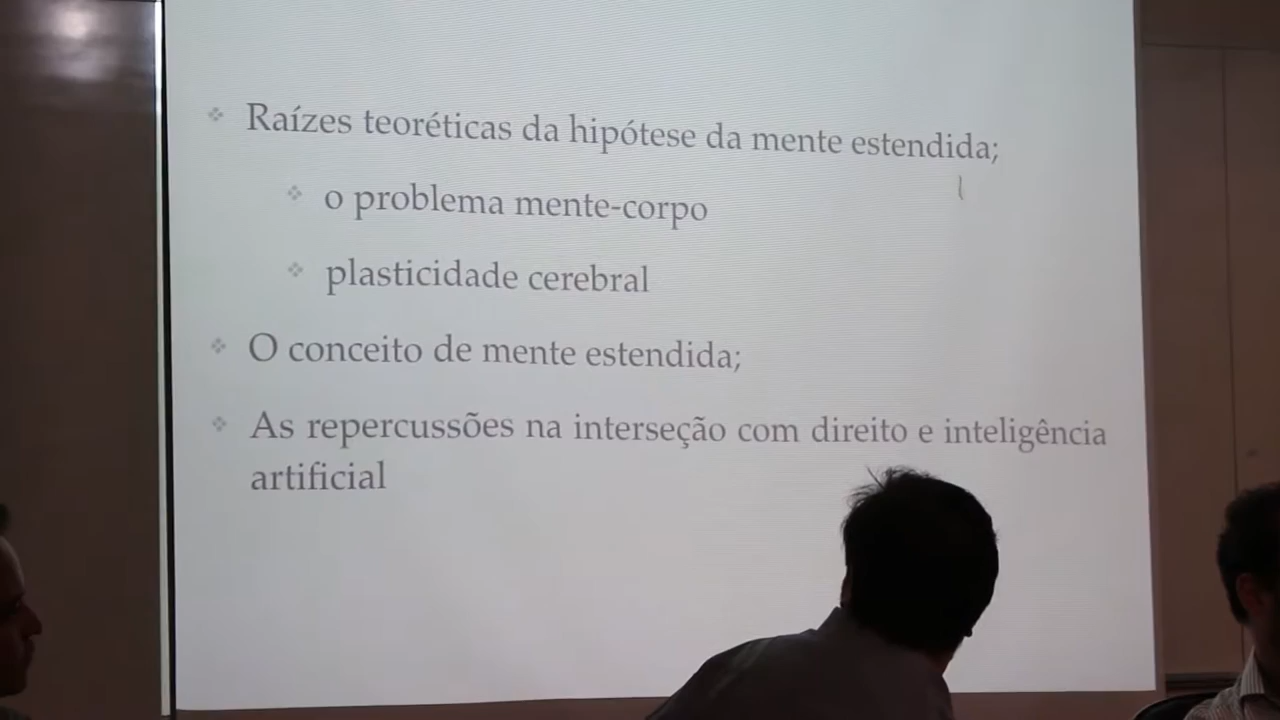 Raízes teoréticas da hipótese da mente estendida;
o problema mente-corpo
plasticidade cerebral
O conceito de mente estendida;
As repercussões na interseção com direito e inteligência
artificial